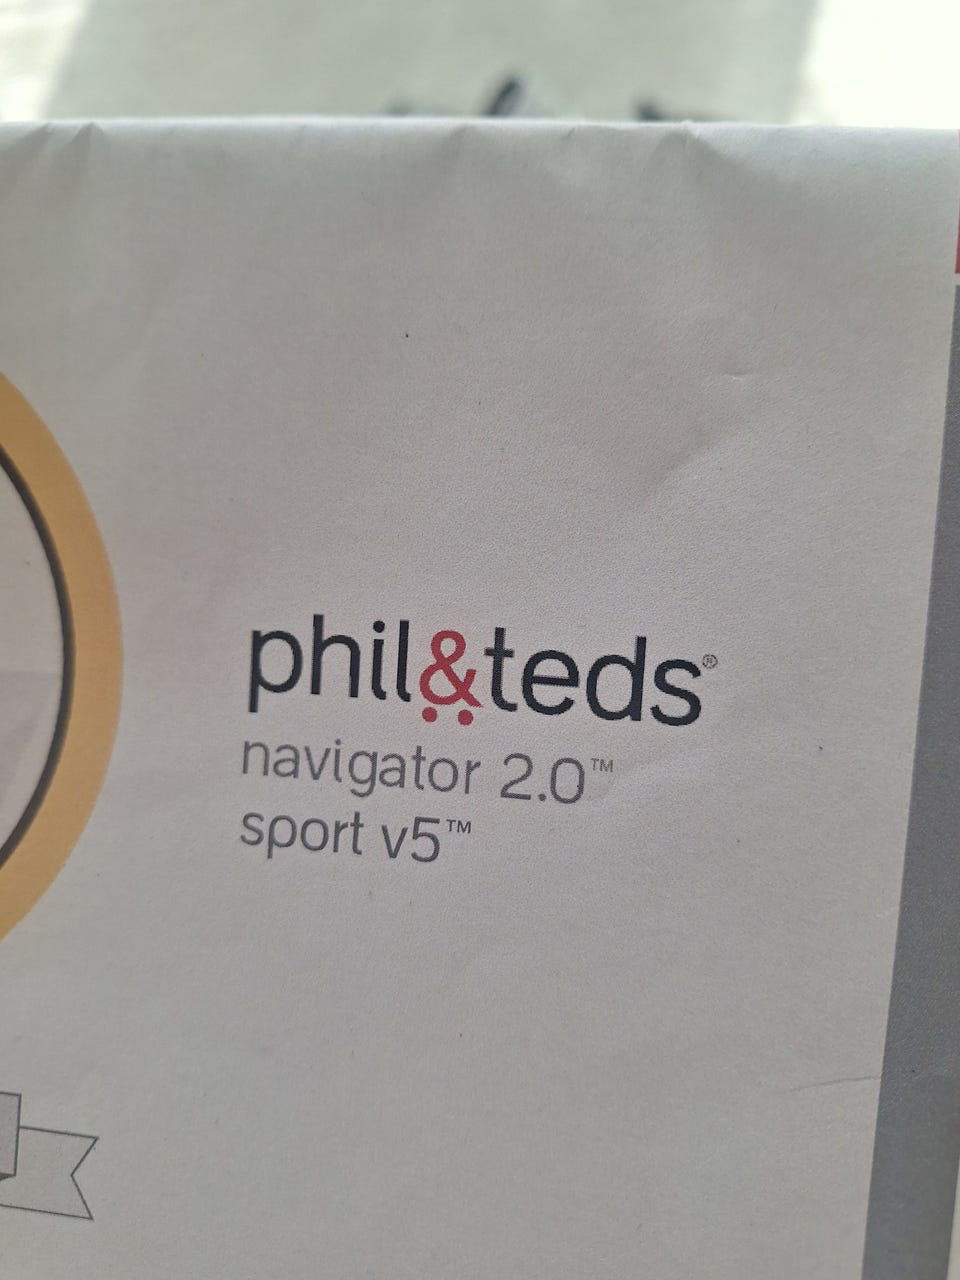 phil&teds®
navigator 2.0™
sport v5™